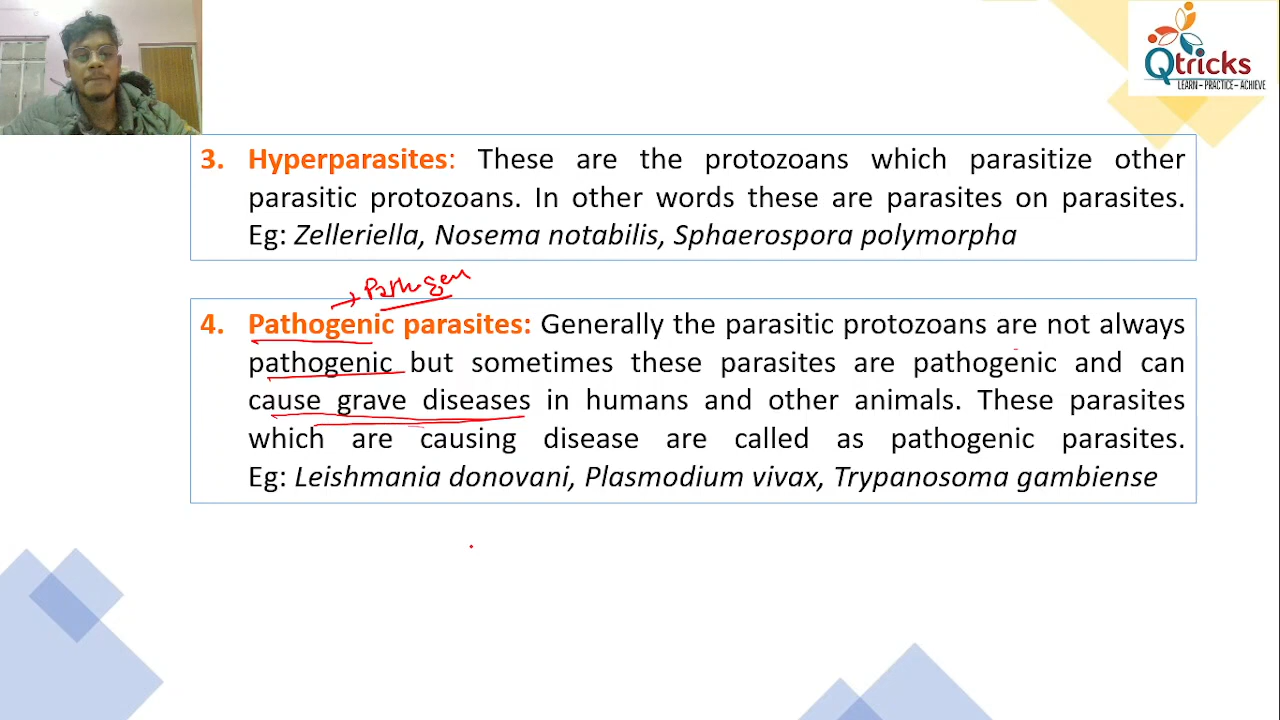 Qtricks
LEARN – PRACTICE – ACHIEVE
3. Hyperparasites: These are the protozoans which parasitize other
parasitic protozoans. In other words these are parasites on parasites.
Eg: Zelleriella, Nosema notabilis, Sphaerospora polymorpha
→ Pathogen
4. Pathogenic parasites: Generally the parasitic protozoans are not always
pathogenic but sometimes these parasites are pathogenic and can
cause grave diseases in humans and other animals. These parasites
which are causing disease are called as pathogenic parasites.
Eg: Leishmania donovani, Plasmodium vivax, Trypanosoma gambiense